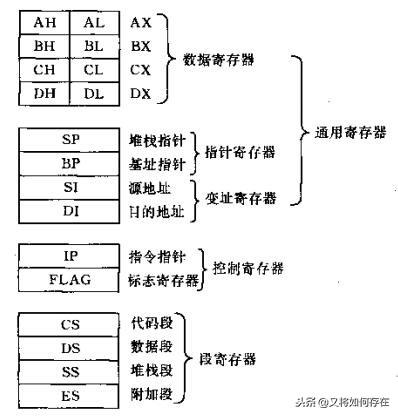 AH AL AX
BH BL BX
CH CL CX
DH DL DX
数据寄存器
SP 堆栈指针
BP 基址指针
指针寄存器
SI 源地址
DI 目的地址
变址寄存器
通用寄存器
IP 指令指针
FLAG 标志寄存器
控制寄存器
CS 代码段
DS 数据段
SS 堆栈段
ES 附加段
段寄存器
头条@又将如何存在